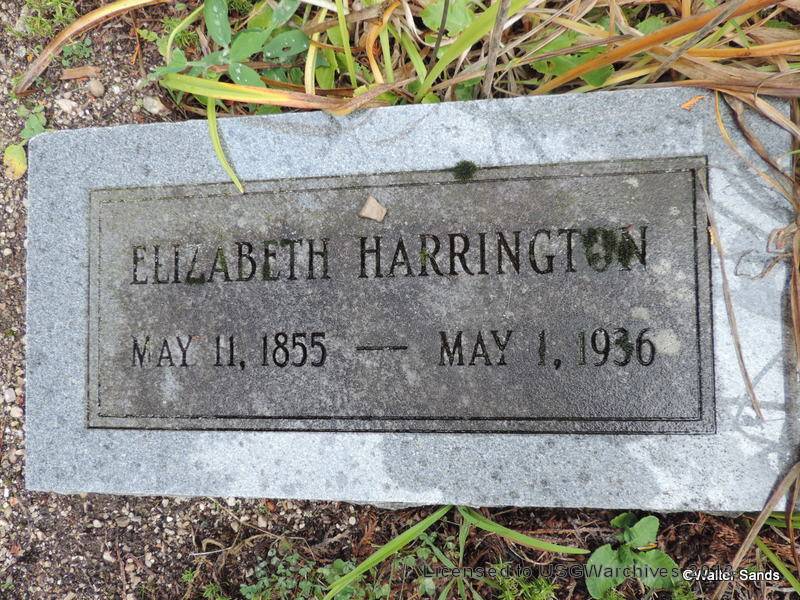 ELIZABETH HARRINGTON
MAY 11, 1855 — MAY 1, 1936
Licensed to USGWarchives ©Walter Sands